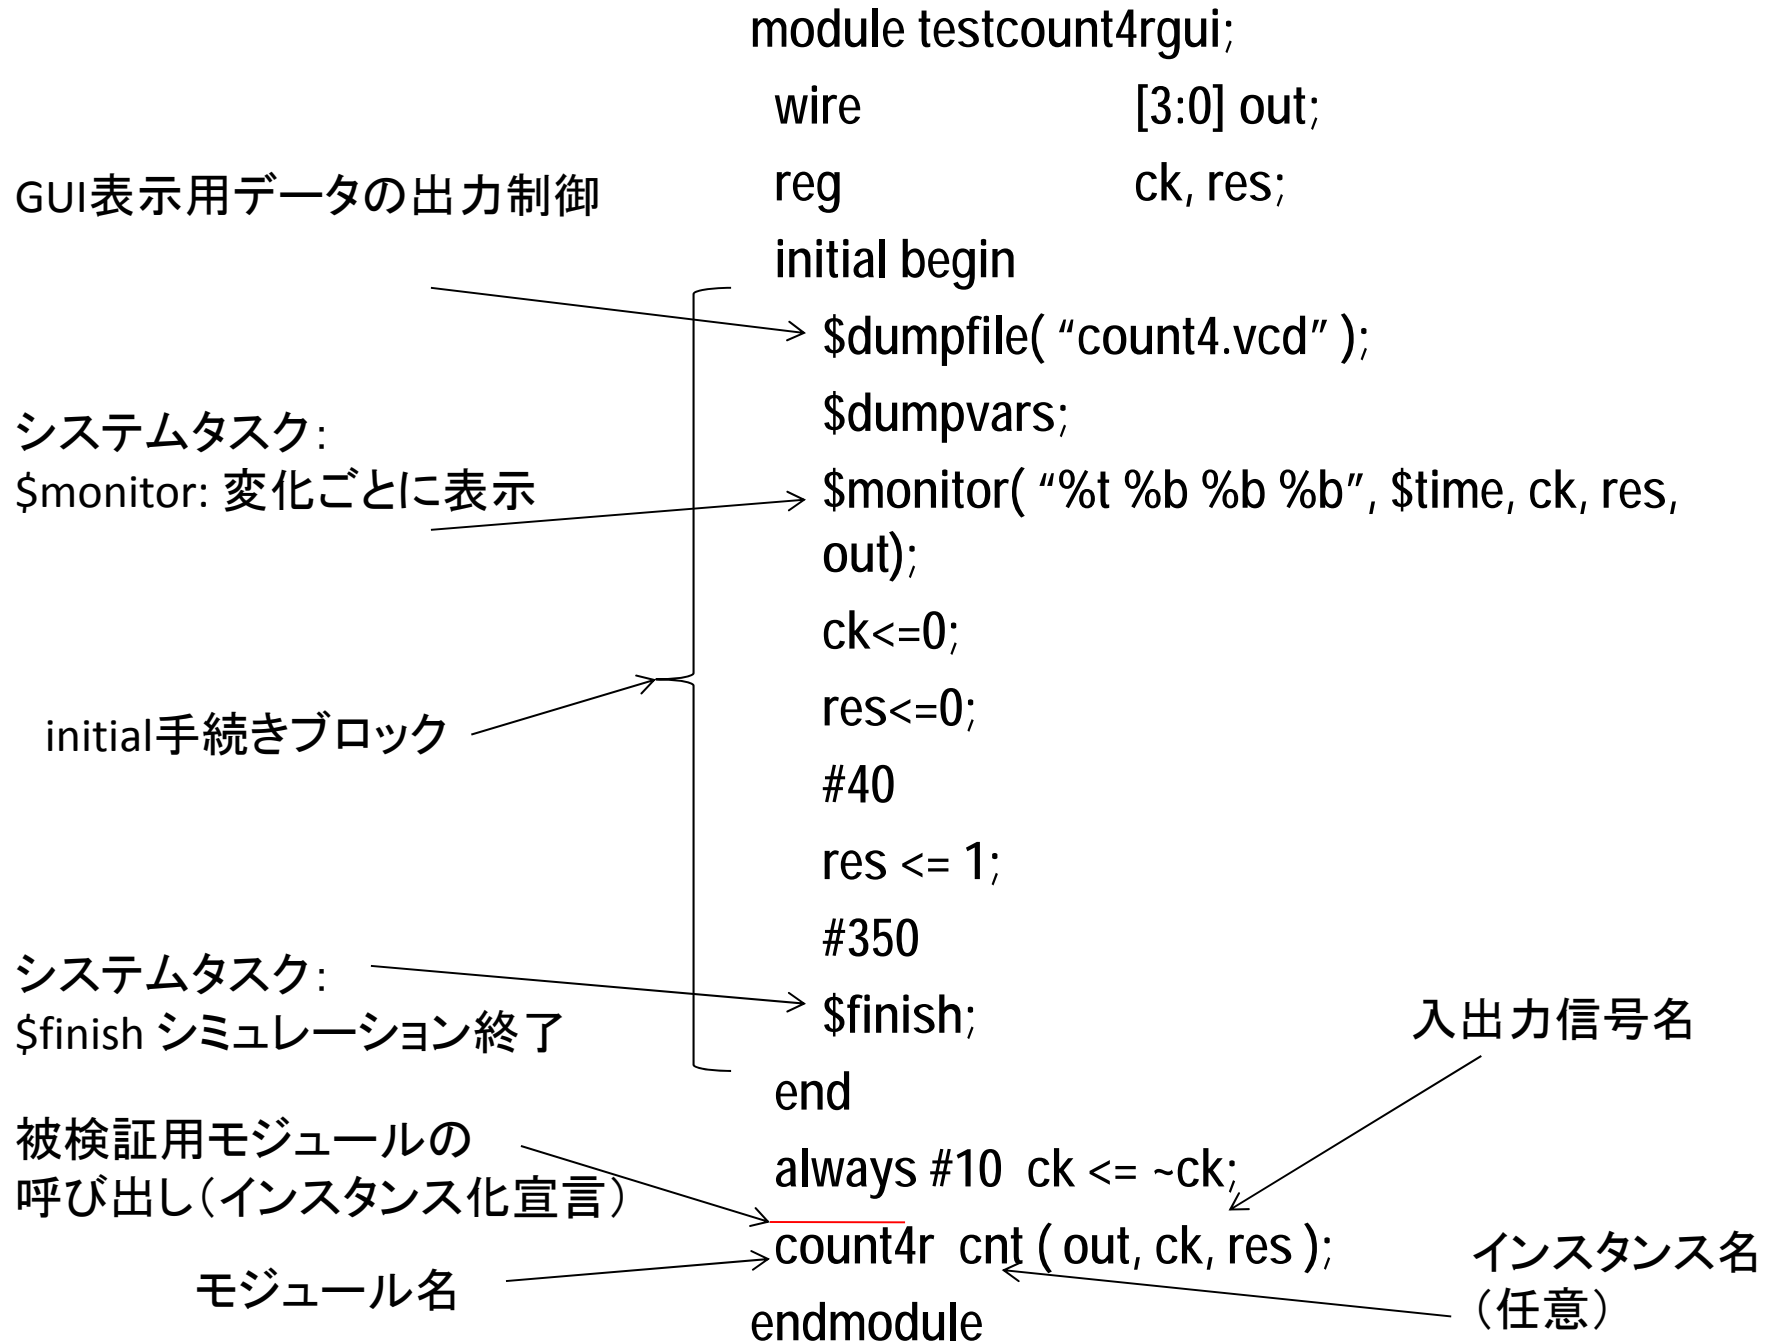 module testcount4rgui;
wire [3:0] out;
reg ck, res;
initial begin
$dumpfile( “count4.vcd” );
$dumpvars;
$monitor( “%t %b %b %b”, $time, ck, res,
out);
ck<=0;
res<=0;
#40
res <= 1;
#350
$finish;
end
always #10 ck <= ~ck;
count4r cnt ( out, ck, res );
endmodule
GUI表示用データの出力制御
システムタスク:
$monitor: 変化ごとに表示
initial手続きブロック
システムタスク:
$finish シミュレーション終了
被検証用モジュールの
呼び出し(インスタンス化宣言)
モジュール名
入出力信号名
インスタンス名
(任意)